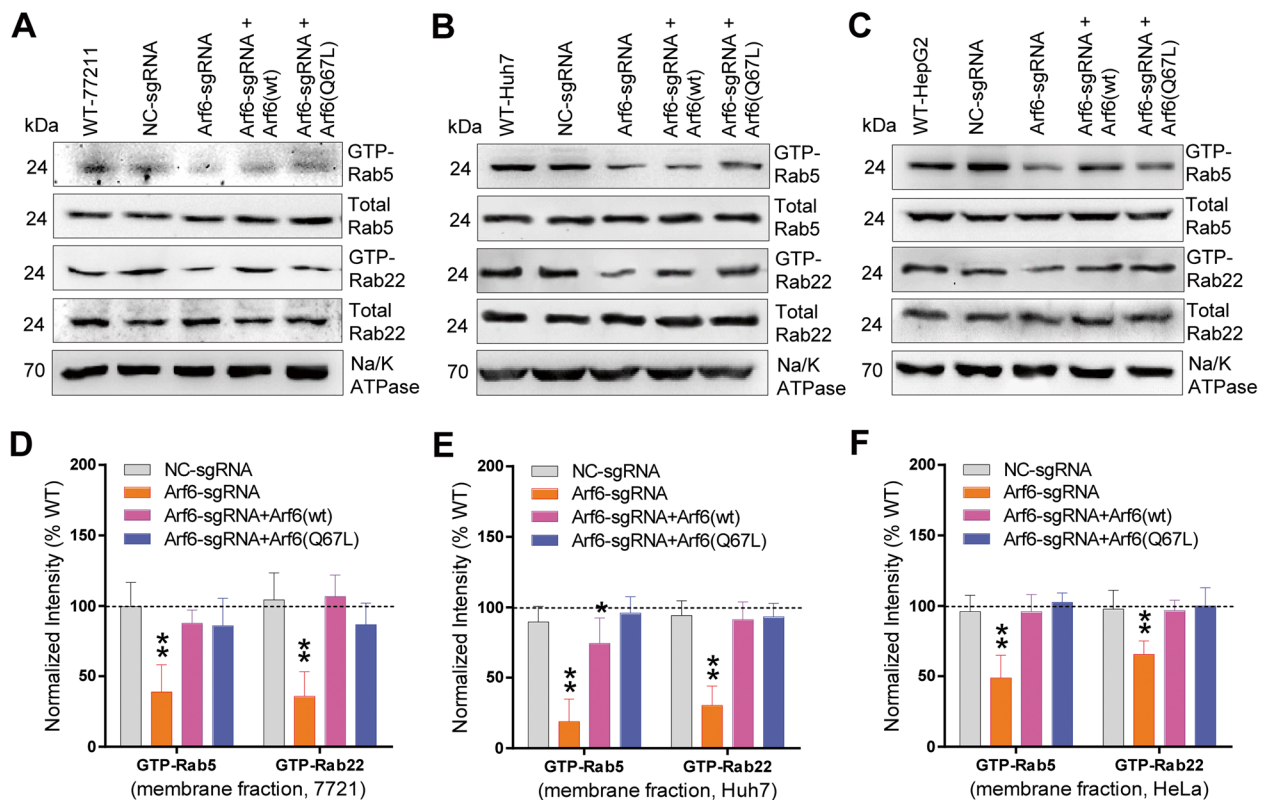 A
WT-77211
NC-sgRNA
Arf6-sgRNA
Arf6-sgRNA +
Arf6(wt)
Arf6-sgRNA +
Arf6(Q67L)
kDa
24
GTP-
Rab5
24
Total
Rab5
24
GTP-
Rab22
24
Total
Rab22
70
Na/K
ATPase
B
WT-Huh7
NC-sgRNA
Arf6-sgRNA
Arf6-sgRNA +
Arf6(wt)
Arf6-sgRNA +
Arf6(Q67L)
kDa
24
GTP-
Rab5
24
Total
Rab5
24
GTP-
Rab22
24
Total
Rab22
70
Na/K
ATPase
C
WT-HepG2
NC-sgRNA
Arf6-sgRNA
Arf6-sgRNA +
Arf6(wt)
Arf6-sgRNA +
Arf6(Q67L)
kDa
24
GTP-
Rab5
24
Total
Rab5
24
GTP-
Rab22
24
Total
Rab22
70
Na/K
ATPase
D
Normalized Intensity (% WT)
200
150
100
50
0
NC-sgRNA
Arf6-sgRNA
Arf6-sgRNA+Arf6(wt)
Arf6-sgRNA+Arf6(Q67L)
**
**
GTP-Rab5 GTP-Rab22
(membrane fraction, 7721)
E
Normalized Intensity (% WT)
200
150
100
50
0
NC-sgRNA
Arf6-sgRNA
Arf6-sgRNA+Arf6(wt)
Arf6-sgRNA+Arf6(Q67L)
**
*
**
GTP-Rab5 GTP-Rab22
(membrane fraction, Huh7)
F
Normalized Intensity (% WT)
200
150
100
50
0
NC-sgRNA
Arf6-sgRNA
Arf6-sgRNA+Arf6(wt)
Arf6-sgRNA+Arf6(Q67L)
**
**
GTP-Rab5 GTP-Rab22
(membrane fraction, HeLa)